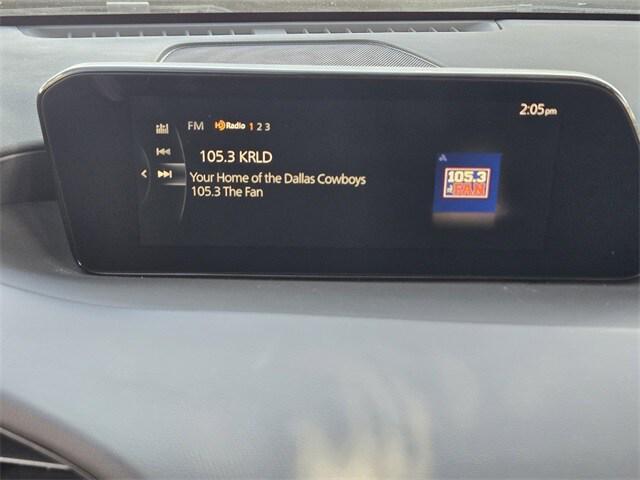 2:05pm
FM HD Radio 1 2 3
105.3 KRLD
Your Home of the Dallas Cowboys
105.3 The Fan
105.3
THE FAN